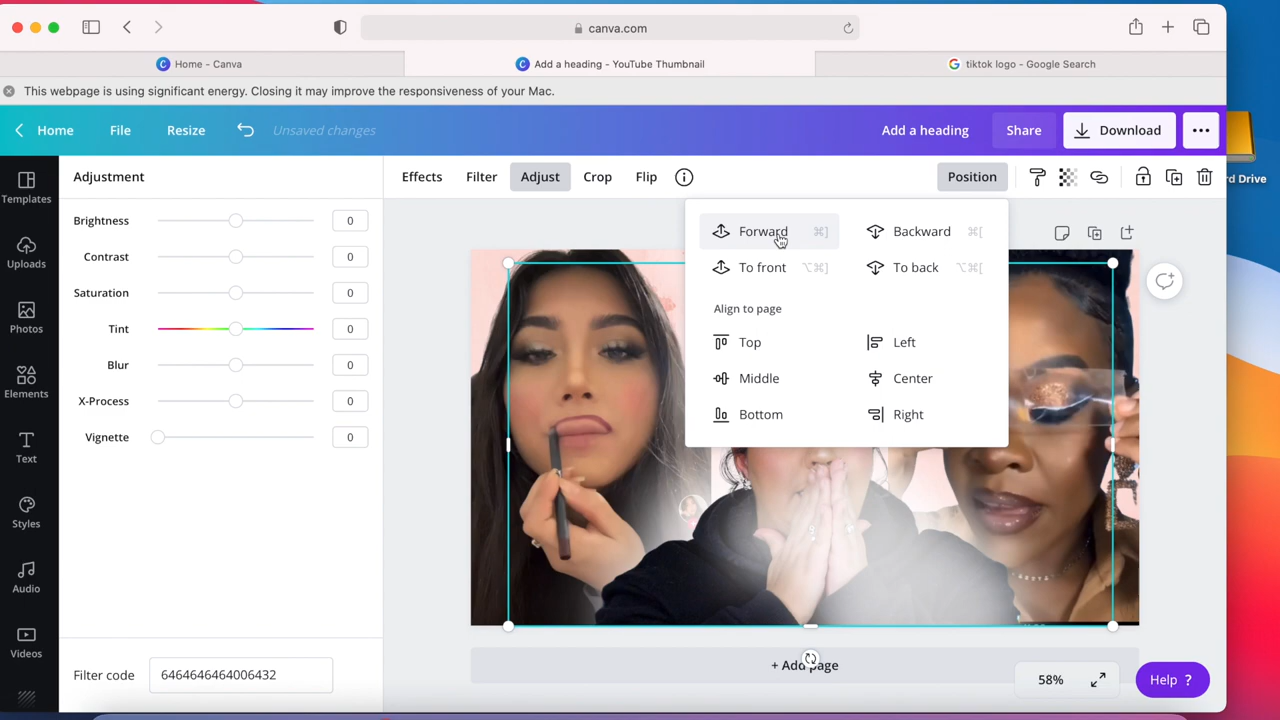 canva.com
Home - Canva
Add a heading - YouTube Thumbnail
tiktok logo - Google Search
This webpage is using significant energy. Closing it may improve the responsiveness of your Mac.
Home File Resize Unsaved changes Add a heading Share Download
Templates
Uploads
Photos
Elements
Text
Styles
Audio
Videos
Adjustment
Brightness 0
Contrast 0
Saturation 0
Tint 0
Blur 0
X-Process 0
Vignette 0
Filter code 6464646464006432
Effects Filter Adjust Crop Flip Position
Forward ⌘] Backward ⌘[
To front ⌥⌘] To back ⌥⌘[
Align to page
Top Left
Middle Center
Bottom Right
+ Add page
58%
Help ?
rd Drive